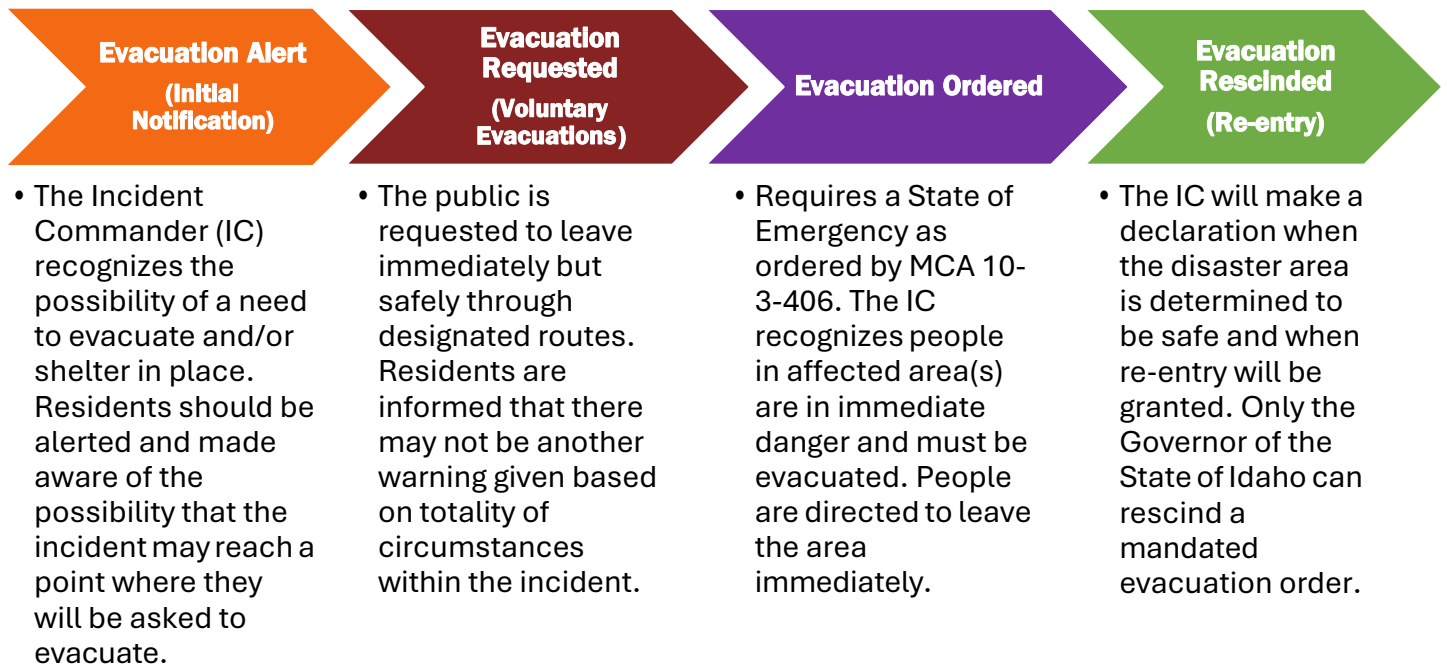 Evacuation Alert
(Initial
Notification)
• The Incident
Commander (IC)
recognizes the
possibility of a need
to evacuate and/or
shelter in place.
Residents should be
alerted and made
aware of the
possibility that the
incident may reach a
point where they
will be asked to
evacuate.
Evacuation
Requested
(Voluntary
Evacuations)
• The public is
requested to leave
immediately but
safely through
designated routes.
Residents are
informed that there
may not be another
warning given based
on totality of
circumstances
within the incident.
Evacuation Ordered
• Requires a State of
Emergency as
ordered by MCA 10-
3-406. The IC
recognizes people
in affected area(s)
are in immediate
danger and must be
evacuated. People
are directed to leave
the area
immediately.
Evacuation
Rescinded
(Re-entry)
• The IC will make a
declaration when
the disaster area
is determined to
be safe and when
re-entry will be
granted. Only the
Governor of the
State of Idaho can
rescind a
mandated
evacuation order.